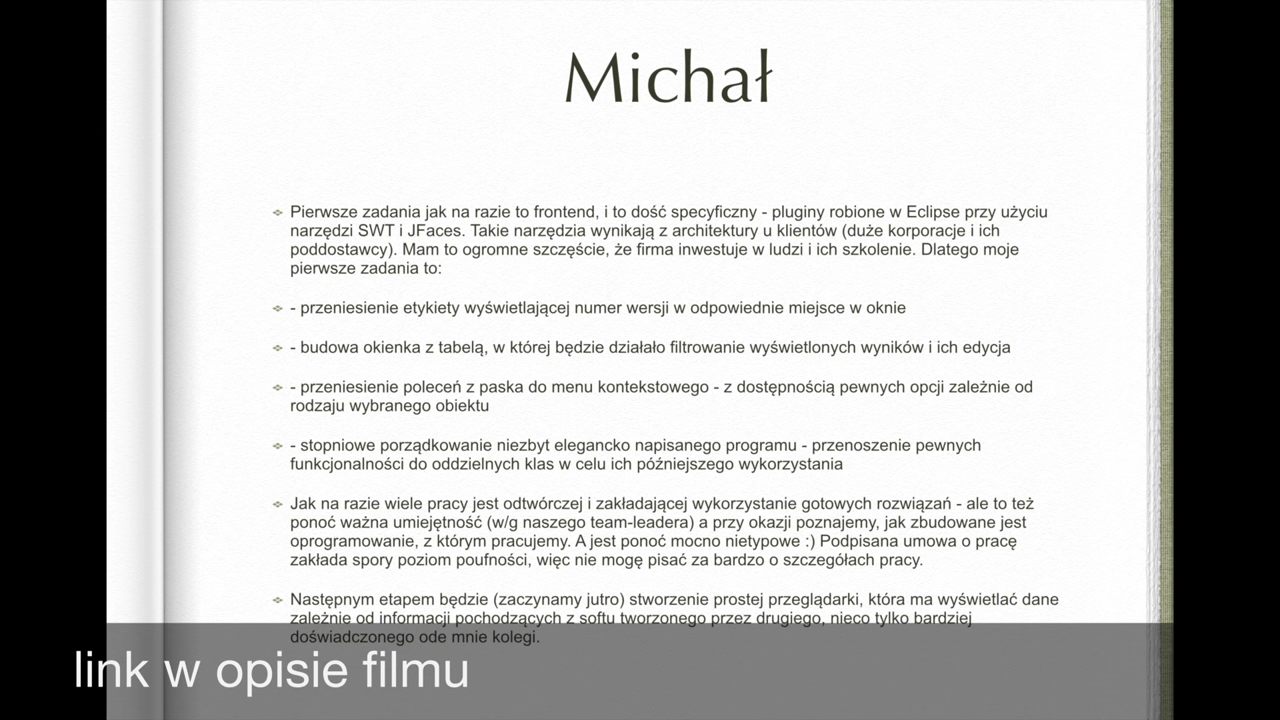 Michał
Pierwsze zadania jak na razie to frontend, i to dość specyficzny - pluginy robione w Eclipse przy użyciu
narzędzi SWT i JFaces. Takie narzędzia wynikają z architektury u klientów (duże korporacje i ich
poddostawcy). Mam to ogromne szczęście, że firma inwestuje w ludzi i ich szkolenie. Dlatego moje
pierwsze zadania to:
- przeniesienie etykiety wyświetlającej numer wersji w odpowiednie miejsce w oknie
- budowa okienka z tabelą, w której będzie działało filtrowanie wyświetlonych wyników i ich edycja
- przeniesienie poleceń z paska do menu kontekstowego - z dostępnością pewnych opcji zależnie od
rodzaju wybranego obiektu
- stopniowe porządkowanie niezbyt elegancko napisanego programu - przenoszenie pewnych
funkcjonalności do oddzielnych klas w celu ich późniejszego wykorzystania
Jak na razie wiele pracy jest odtwórczej i zakładającej wykorzystanie gotowych rozwiązań - ale to też
ponoć ważna umiejętność (w/g naszego team-leadera) a przy okazji poznajemy, jak zbudowane jest
oprogramowanie, z którym pracujemy. A jest ponoć mocno nietypowe :) Podpisana umowa o pracę
zakłada spory poziom poufności, więc nie mogę pisać za bardzo o szczegółach pracy.
Następnym etapem będzie (zaczynamy jutro) stworzenie prostej przeglądarki, która ma wyświetlać dane
zależnie od informacji pochodzących z softu tworzonego przez drugiego, nieco tylko bardziej
doświadczonego ode mnie kolegi.
link w opisie filmu